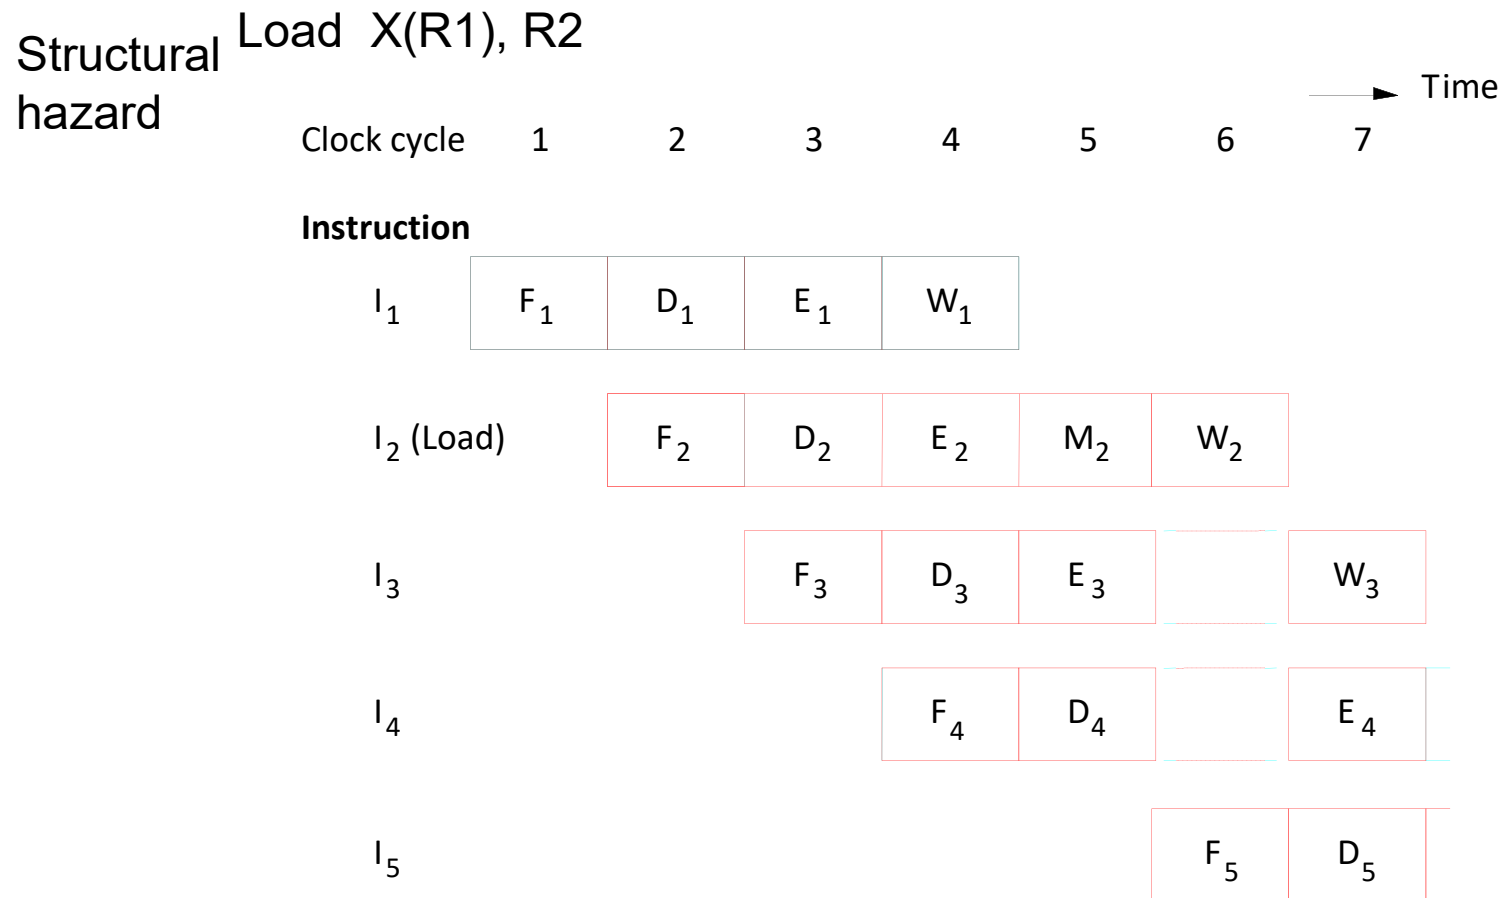 Structural hazard
Load X(R1), R2
Time
Clock cycle 1 2 3 4 5 6 7
Instruction
I1 F1 D1 E1 W1
I2 (Load) F2 D2 E2 M2 W2
I3 F3 D3 E3 W3
I4 F4 D4 E4
I5 F5 D5